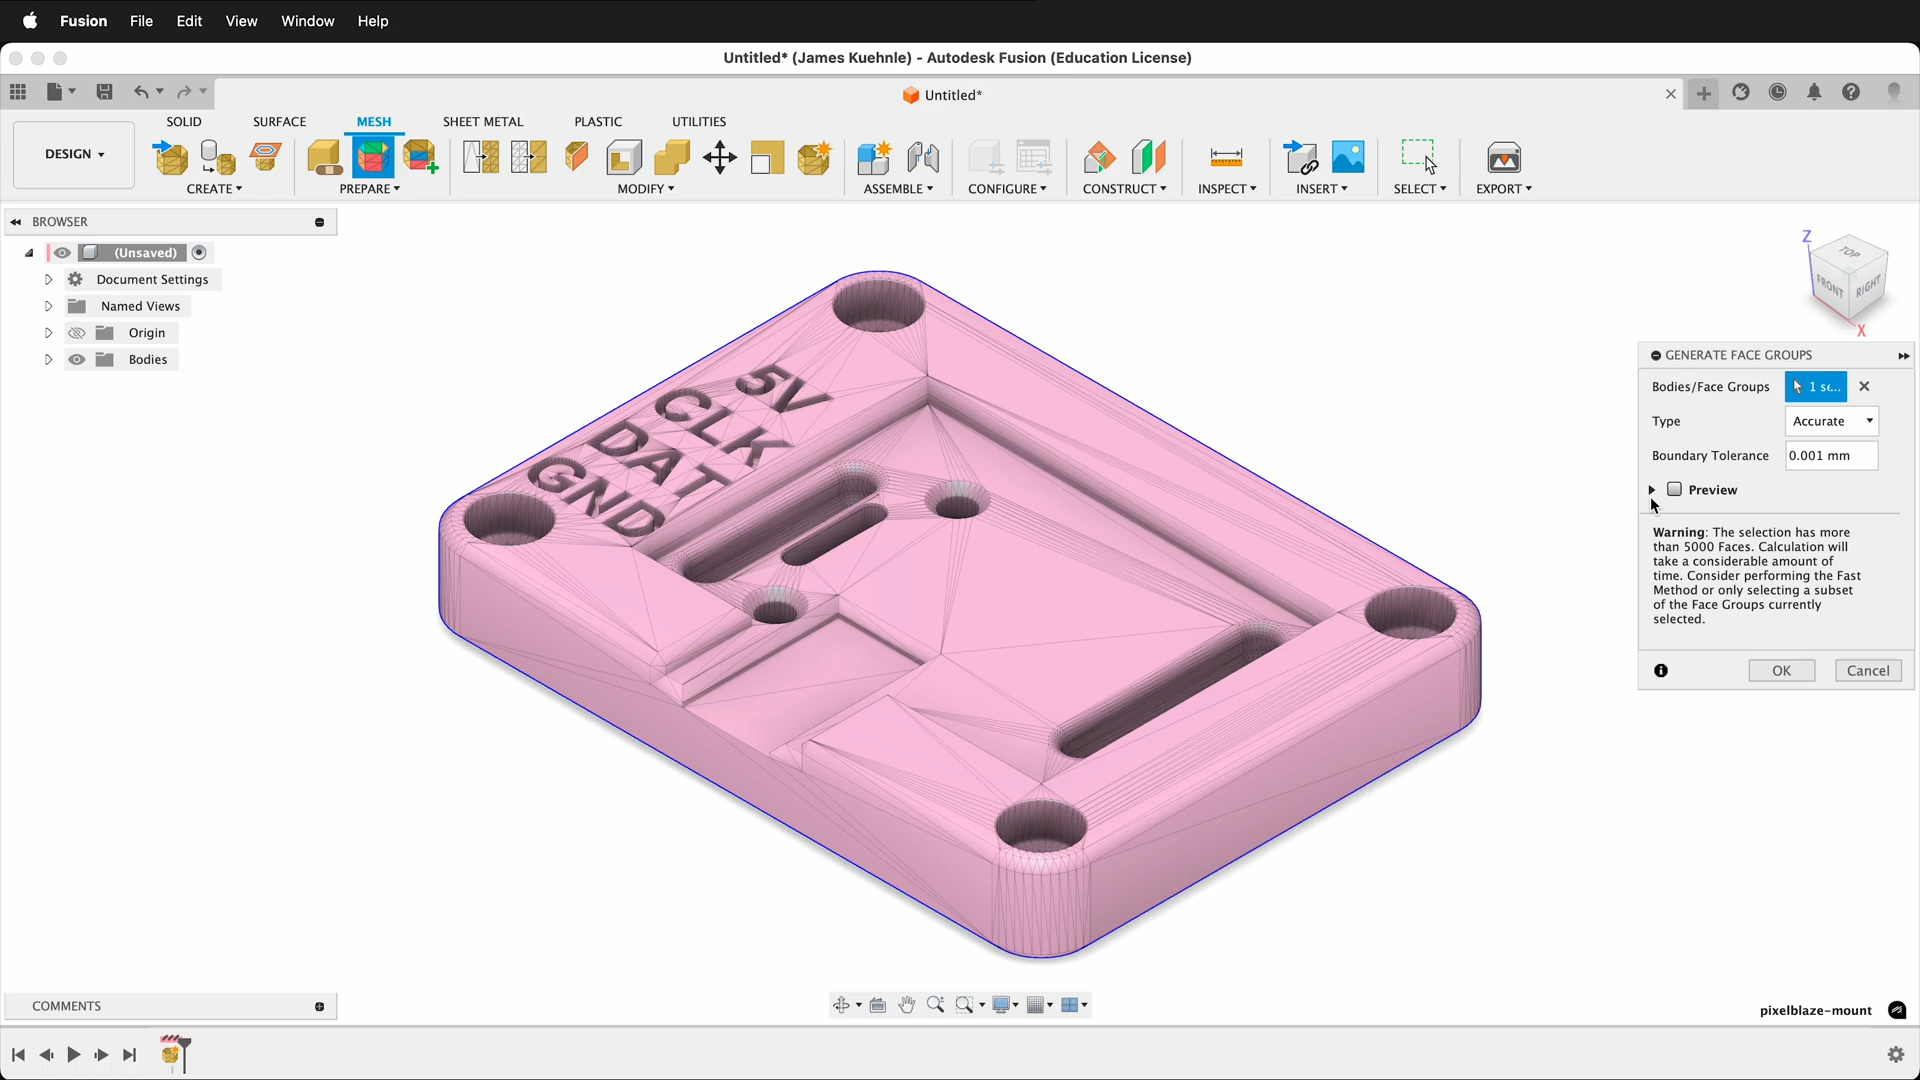 Fusion File Edit View Window Help
Untitled* (James Kuehnle) - Autodesk Fusion (Education License)
Untitled*
SOLID SURFACE MESH SHEET METAL PLASTIC UTILITIES
DESIGN
CREATE PREPARE MODIFY ASSEMBLE CONFIGURE CONSTRUCT INSPECT INSERT SELECT EXPORT
BROWSER
(Unsaved)
Document Settings
Named Views
Origin
Bodies
5V
CLK
DAT
GND
Z
TOP
FRONT RIGHT
X
GENERATE FACE GROUPS
Bodies/Face Groups 1 se...
Type Accurate
Boundary Tolerance 0.001 mm
Preview
Warning: The selection has more
than 5000 Faces. Calculation will
take a considerable amount of
time. Consider performing the Fast
Method or only selecting a subset
of the Face Groups currently
selected.
OK Cancel
COMMENTS
pixelblaze-mount